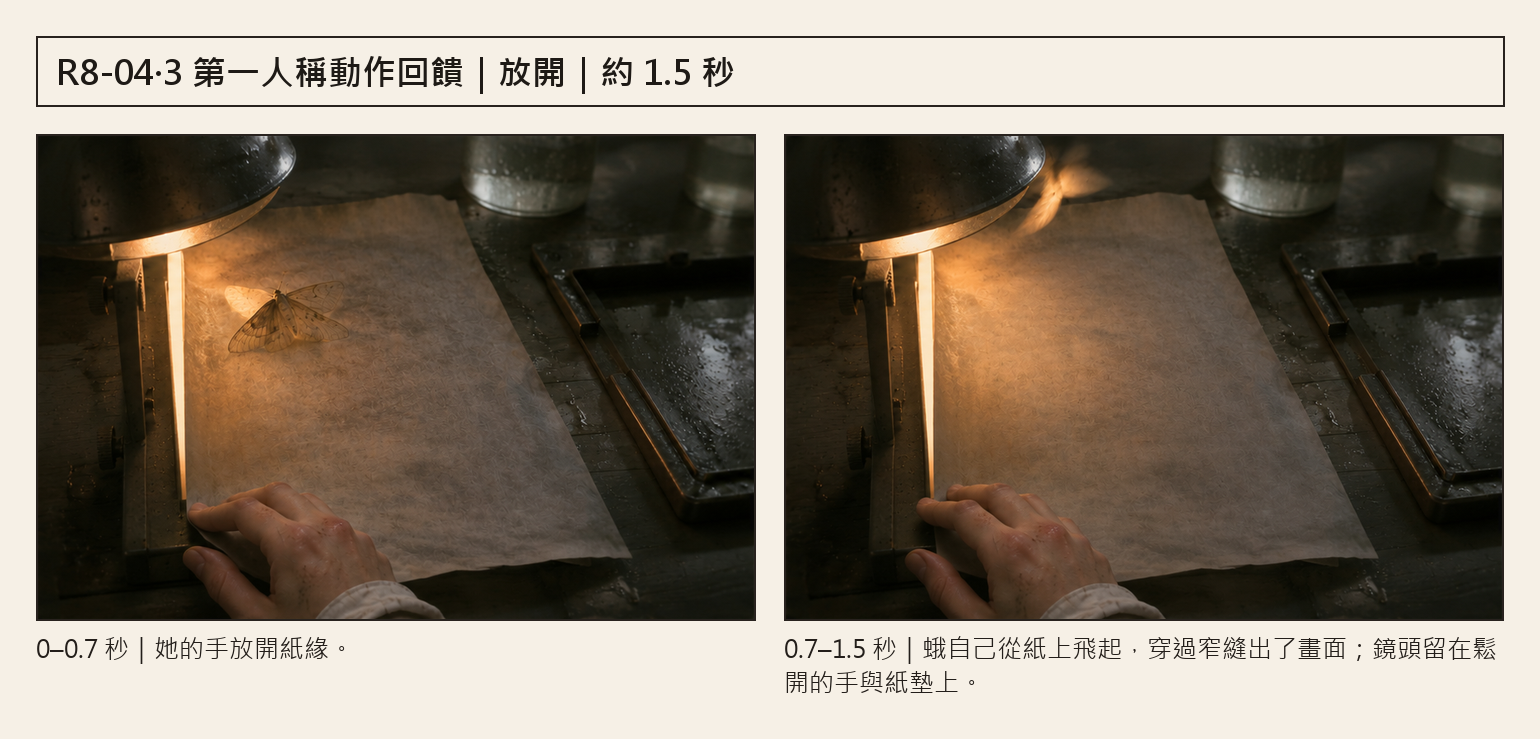 R8-04·3 第一人稱動作回饋｜放開｜約 1.5 秒
0–0.7 秒｜她的手放開紙緣。
0.7–1.5 秒｜蛾自己從紙上飛起，穿過窄縫出了畫面；鏡頭留在鬆
開的手與紙墊上。